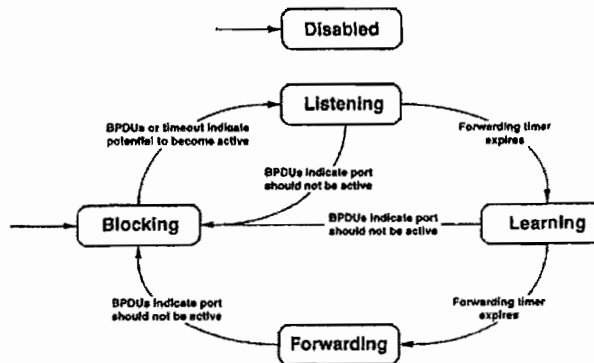 Disabled
Listening
BPDUs or timeout indicate
potential to become active
Forwarding timer
expires
BPDUs indicate port
should not be active
Blocking
BPDUs indicate port
should not be active
Learning
BPDUs indicate port
should not be active
Forwarding timer
expires
Forwarding